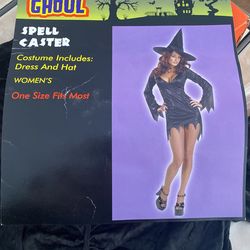 GHOUL
SPELL
CASTER
Costume Includes:
Dress And Hat
WOMEN'S
One Size Fits Most